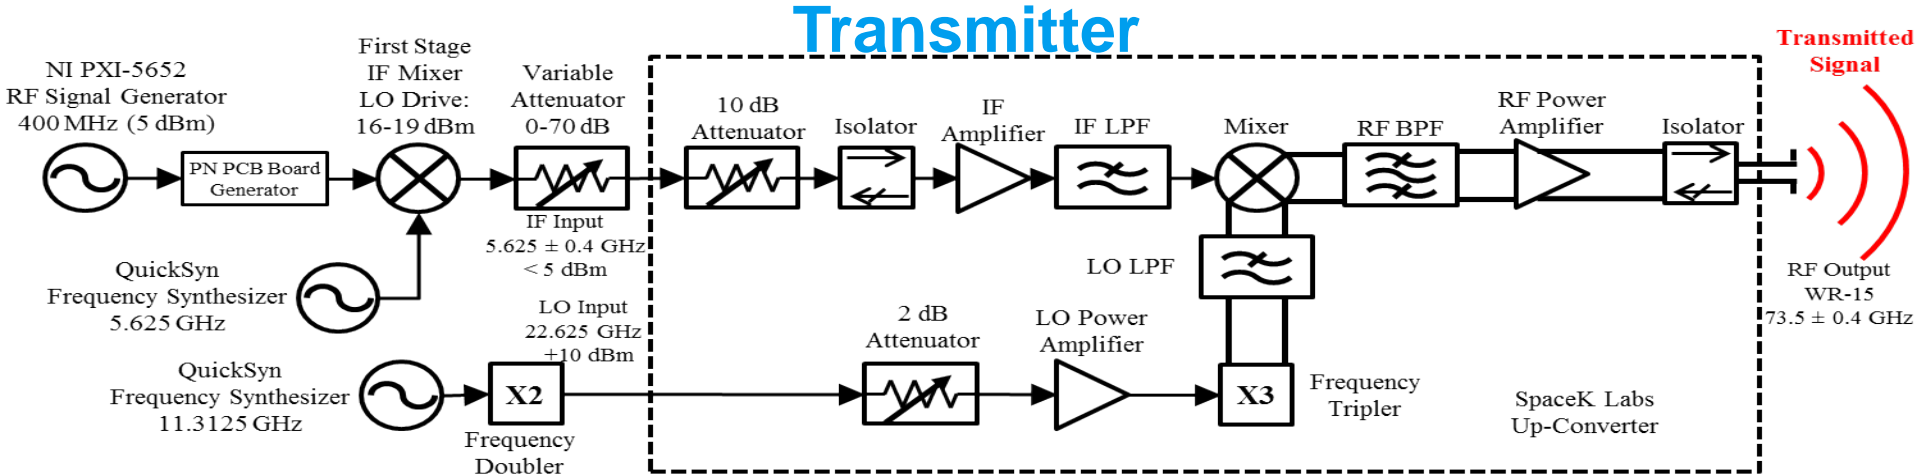 Transmitter
NI PXI-5652
RF Signal Generator
400 MHz (5 dBm)
PN PCB Board
Generator
First Stage
IF Mixer
LO Drive:
16-19 dBm
Variable
Attenuator
0-70 dB
IF Input
5.625 ± 0.4 GHz
< 5 dBm
10 dB
Attenuator
Isolator
IF
Amplifier
IF LPF
Mixer
RF BPF
RF Power
Amplifier
Isolator
Transmitted
Signal
RF Output
WR-15
73.5 ± 0.4 GHz
QuickSyn
Frequency Synthesizer
5.625 GHz
LO LPF
LO Input
22.625 GHz
+10 dBm
QuickSyn
Frequency Synthesizer
11.3125 GHz
X2
Frequency
Doubler
2 dB
Attenuator
LO Power
Amplifier
X3
Frequency
Tripler
SpaceK Labs
Up-Converter